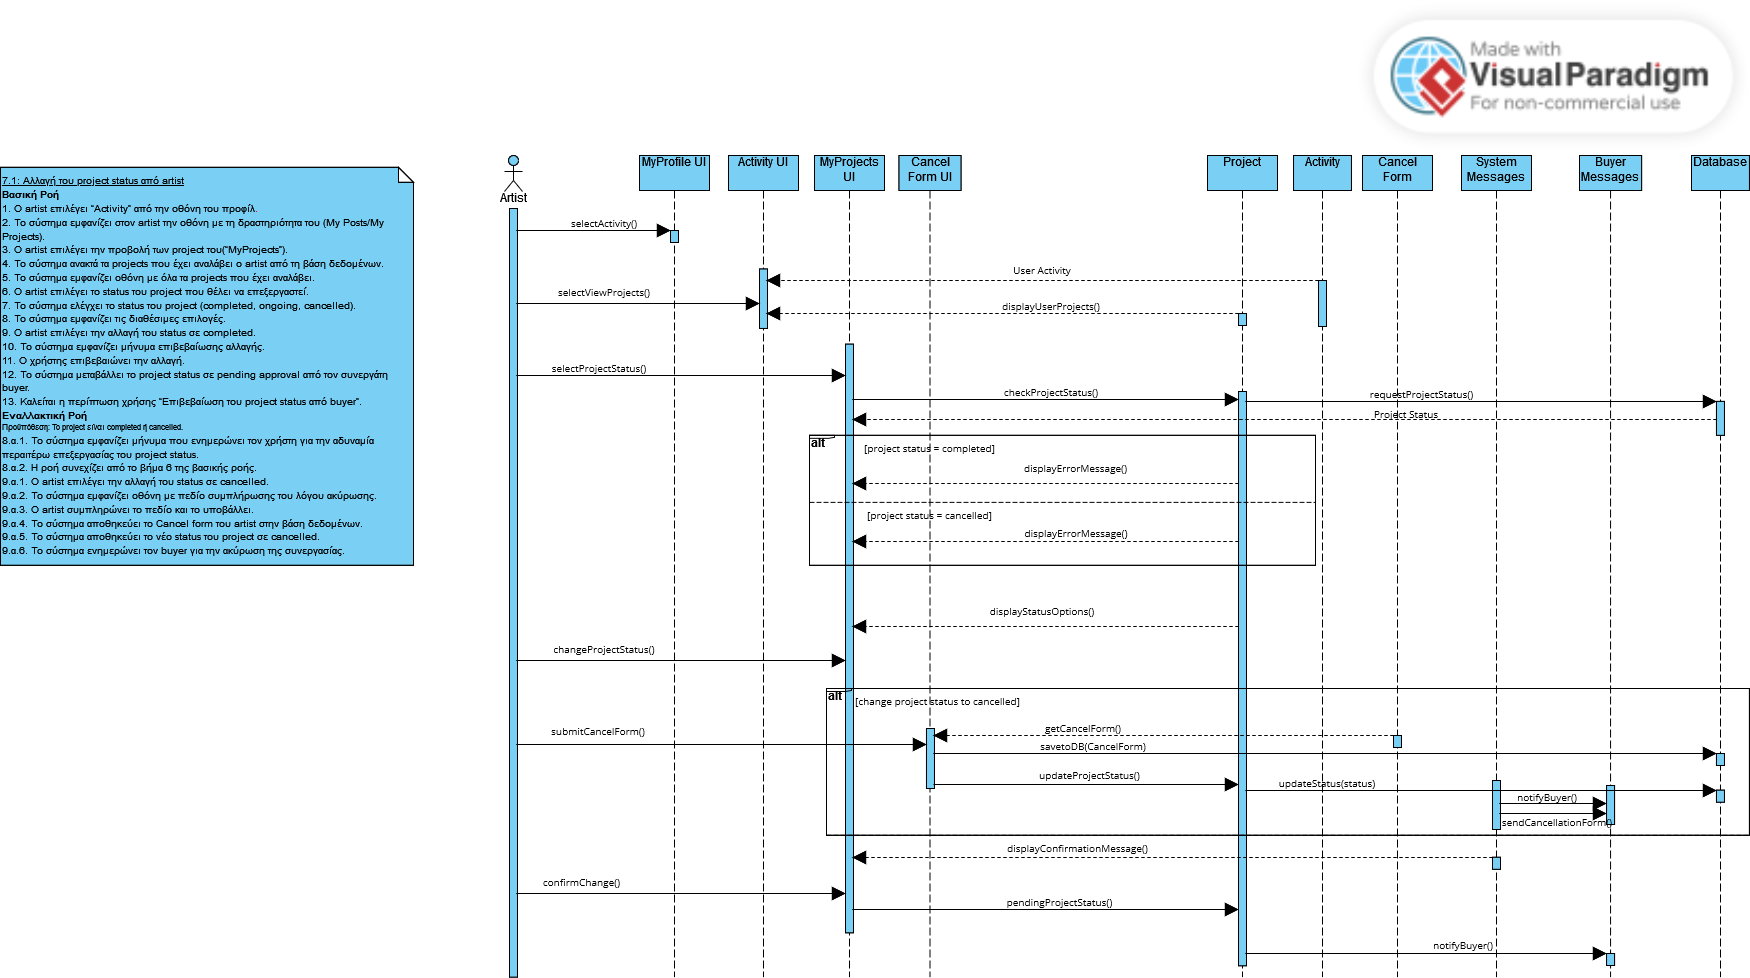 Made with
Visual Paradigm
For non-commercial use
7.1: Αλλαγή του project status από artist
Βασική Ροή
1. Ο artist επιλέγει "Activity" από την οθόνη του προφίλ.
2. Το σύστημα εμφανίζει στον artist την οθόνη με τη δραστηριότητα του (My Posts/My
Projects).
3. Ο artist επιλέγει την προβολή των project του("MyProjects").
4. Το σύστημα ανακτά τα projects που έχει αναλάβει ο artist από τη βάση δεδομένων.
5. Το σύστημα εμφανίζει οθόνη με όλα τα projects που έχει αναλάβει.
6. Ο artist επιλέγει το status του project που θέλει να επεξεργαστεί.
7. Το σύστημα ελέγχει το status του project (completed, ongoing, cancelled).
8. Το σύστημα εμφανίζει τις διαθέσιμες επιλογές.
9. Ο artist επιλέγει την αλλαγή του status σε completed.
10. Το σύστημα εμφανίζει μήνυμα επιβεβαίωσης αλλαγής.
11. Ο χρήστης επιβεβαιώνει την αλλαγή.
12. Το σύστημα μεταβάλλει το project status σε pending approval από τον συνεργάτη
buyer.
13. Καλείται η περίπτωση χρήσης "Επιβεβαίωση του project status από buyer".
Εναλλακτική Ροή
Προϋπόθεση: Το project είναι completed ή cancelled.
8.α.1. Το σύστημα εμφανίζει μήνυμα που ενημερώνει τον χρήστη για την αδυναμία
περαιτέρω επεξεργασίας του project status.
8.α.2. Η ροή συνεχίζει από το βήμα 6 της βασικής ροής.
9.α.1. Ο artist επιλέγει την αλλαγή του status σε cancelled.
9.α.2. Το σύστημα εμφανίζει οθόνη με πεδίο συμπλήρωσης του λόγου ακύρωσης.
9.α.3. Ο artist συμπληρώνει το πεδίο και το υποβάλλει.
9.α.4. Το σύστημα αποθηκεύει το Cancel form του artist στην βάση δεδομένων.
9.α.5. Το σύστημα αποθηκεύει το νέο status του project σε cancelled.
9.α.6. Το σύστημα ενημερώνει τον buyer για την ακύρωση της συνεργασίας.
Artist
MyProfile UI
Activity UI
MyProjects
UI
Cancel
Form UI
Project
Activity
Cancel
Form
System
Messages
Buyer
Messages
Database
selectActivity()
User Activity
selectViewProjects()
displayUserProjects()
selectProjectStatus()
checkProjectStatus()
requestProjectStatus()
Project Status
alt
[project status = completed]
displayErrorMessage()
[project status = cancelled]
displayErrorMessage()
displayStatusOptions()
changeProjectStatus()
alt
[change project status to cancelled]
getCancelForm()
submitCancelForm()
savetoDB(CancelForm)
updateProjectStatus()
updateStatus(status)
notifyBuyer()
sendCancellationForm()
displayConfirmationMessage()
confirmChange()
pendingProjectStatus()
notifyBuyer()